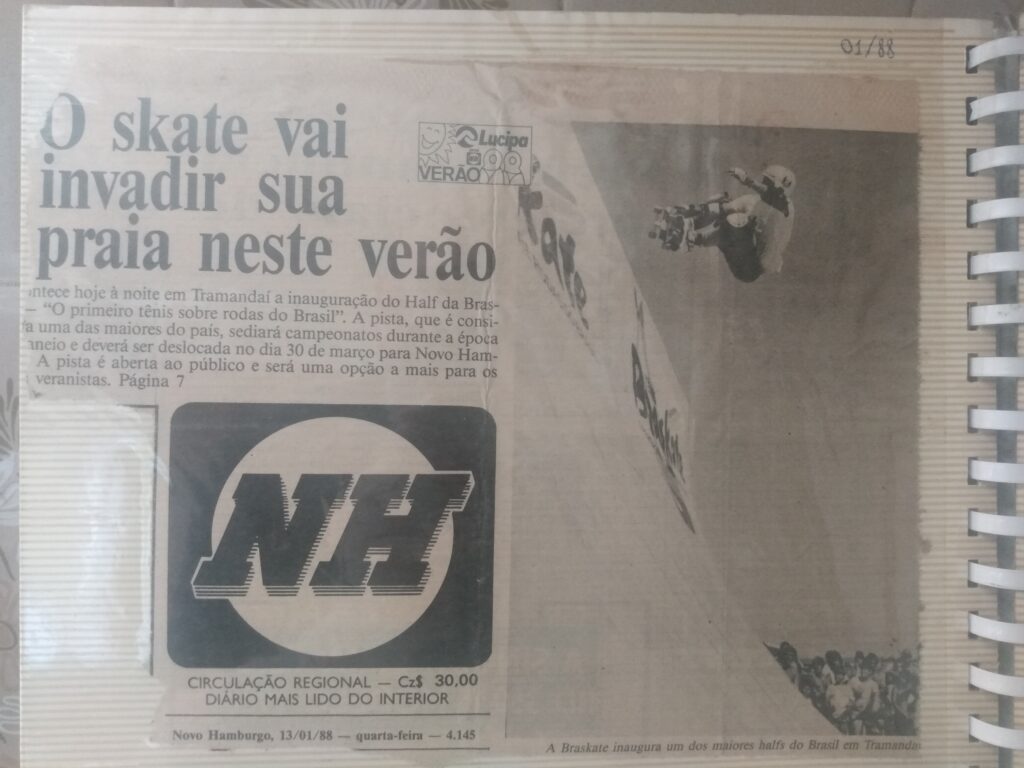 01/88
O skate vai
invadir sua
praia neste verão
Lucipa
VERÃO 88
ntece hoje à noite em Tramandaí a inauguração do Half da Bras-
– “O primeiro tênis sobre rodas do Brasil”. A pista, que é consi-
a uma das maiores do país, sediará campeonatos durante a época
aneio e deverá ser deslocada no dia 30 de março para Novo Ham-
A pista é aberta ao público e será uma opção a mais para os
veranistas. Página 7
NH
CIRCULAÇÃO REGIONAL — Cz$ 30,00
DIÁRIO MAIS LIDO DO INTERIOR
Novo Hamburgo, 13/01/88 — quarta-feira — 4.145
A Braskate inaugura um dos maiores halfs do Brasil em Tramandaí